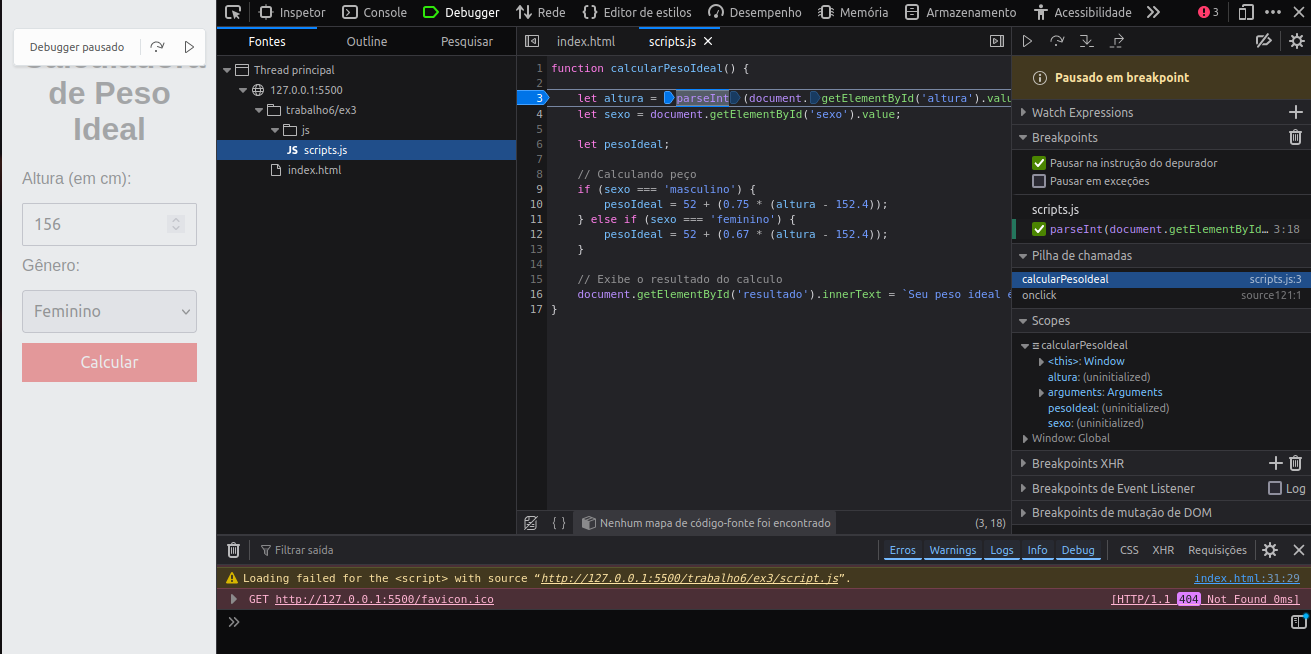 Debugger pausado
de Peso
Ideal
Altura (em cm):
156
Gênero:
Feminino
Calcular
Inspetor
Console
Debugger
Rede
Editor de estilos
Desempenho
Memória
Armazenamento
Acessibilidade
3
Fontes
Outline
Pesquisar
Thread principal
127.0.0.1:5500
trabalho6/ex3
js
JS scripts.js
index.html
index.html
scripts.js
1 function calcularPesoIdeal() {
2
3 let altura = parseInt (document. getElementById('altura').valu
4 let sexo = document.getElementById('sexo').value;
5
6 let pesoIdeal;
7
8 // Calculando peço
9 if (sexo === 'masculino') {
10 pesoIdeal = 52 + (0.75 * (altura - 152.4));
11 } else if (sexo === 'feminino') {
12 pesoIdeal = 52 + (0.67 * (altura - 152.4));
13 }
14
15 // Exibe o resultado do calculo
16 document.getElementById('resultado').innerText = `Seu peso ideal é
17 }
{ } Nenhum mapa de código-fonte foi encontrado (3, 18)
Pausado em breakpoint
Watch Expressions
Breakpoints
Pausar na instrução do depurador
Pausar em exceções
scripts.js
parseInt(document.getElementById… 3:18
Pilha de chamadas
calcularPesoIdeal scripts.js:3
onclick source121:1
Scopes
calcularPesoIdeal
<this>: Window
altura: (uninitialized)
arguments: Arguments
pesoIdeal: (uninitialized)
sexo: (uninitialized)
Window: Global
Breakpoints XHR
Breakpoints de Event Listener Log
Breakpoints de mutação de DOM
Filtrar saída
Erros
Warnings
Logs
Info
Debug
CSS
XHR
Requisições
Loading failed for the <script> with source “http://127.0.0.1:5500/trabalho6/ex3/script.js”. index.html:31:29
GET http://127.0.0.1:5500/favicon.ico [HTTP/1.1 404 Not Found 0ms]